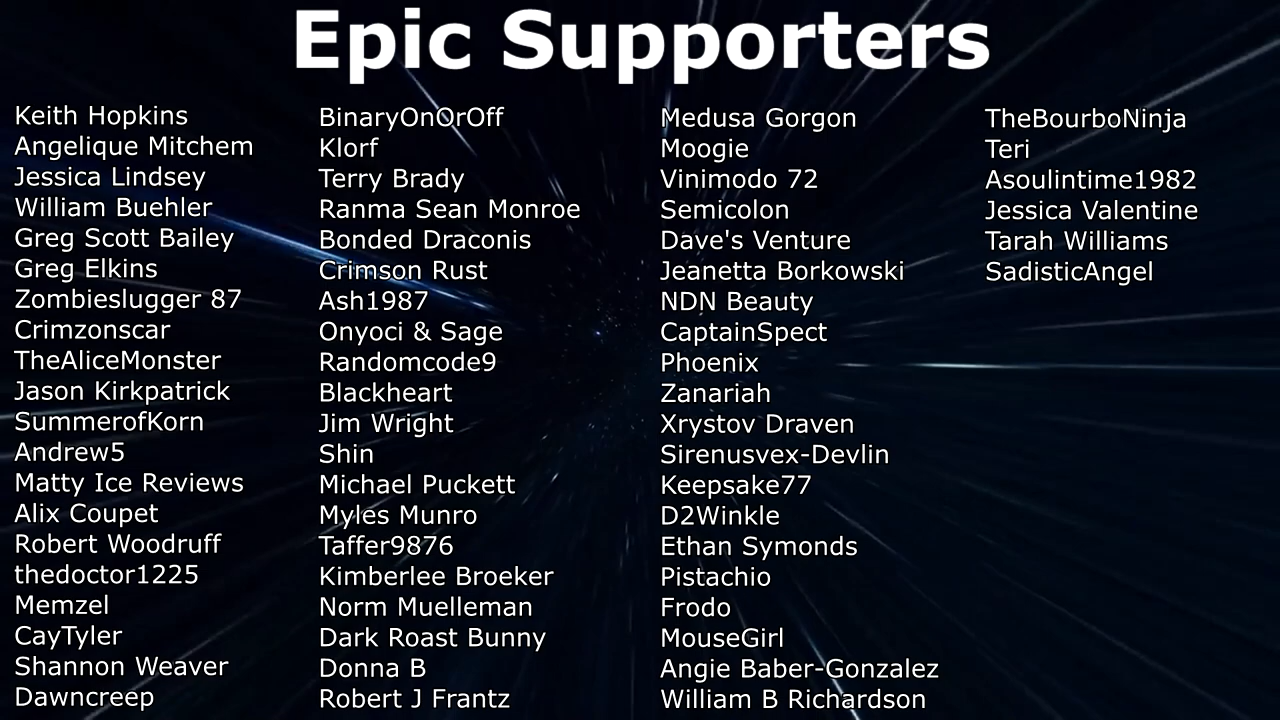 Epic Supporters
Keith Hopkins
Angelique Mitchem
Jessica Lindsey
William Buehler
Greg Scott Bailey
Greg Elkins
Zombieslugger 87
Crimzonscar
TheAliceMonster
Jason Kirkpatrick
SummerofKorn
Andrew5
Matty Ice Reviews
Alix Coupet
Robert Woodruff
thedoctor1225
Memzel
CayTyler
Shannon Weaver
Dawncreep
BinaryOnOrOff
Klorf
Terry Brady
Ranma Sean Monroe
Bonded Draconis
Crimson Rust
Ash1987
Onyoci & Sage
Randomcode9
Blackheart
Jim Wright
Shin
Michael Puckett
Myles Munro
Taffer9876
Kimberlee Broeker
Norm Muelleman
Dark Roast Bunny
Donna B
Robert J Frantz
Medusa Gorgon
Moogie
Vinimodo 72
Semicolon
Dave's Venture
Jeanetta Borkowski
NDN Beauty
CaptainSpect
Phoenix
Zanariah
Xrystov Draven
Sirenusvex-Devlin
Keepsake77
D2Winkle
Ethan Symonds
Pistachio
Frodo
MouseGirl
Angie Baber-Gonzalez
William B Richardson
TheBourboNinja
Teri
Asoulintime1982
Jessica Valentine
Tarah Williams
SadisticAngel